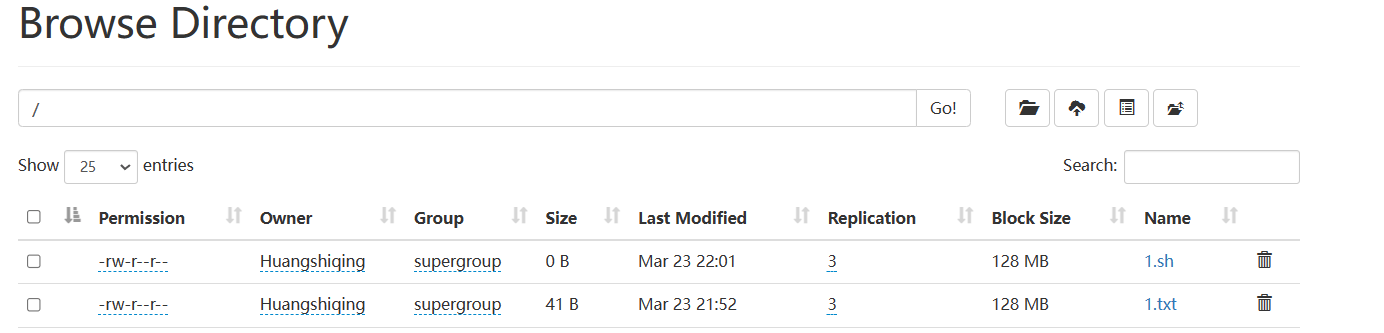 Browse Directory
/ Go!
Show 25 entries Search:
Permission Owner Group Size Last Modified Replication Block Size Name
-rw-r--r-- Huangshiqing supergroup 0 B Mar 23 22:01 3 128 MB 1.sh
-rw-r--r-- Huangshiqing supergroup 41 B Mar 23 21:52 3 128 MB 1.txt